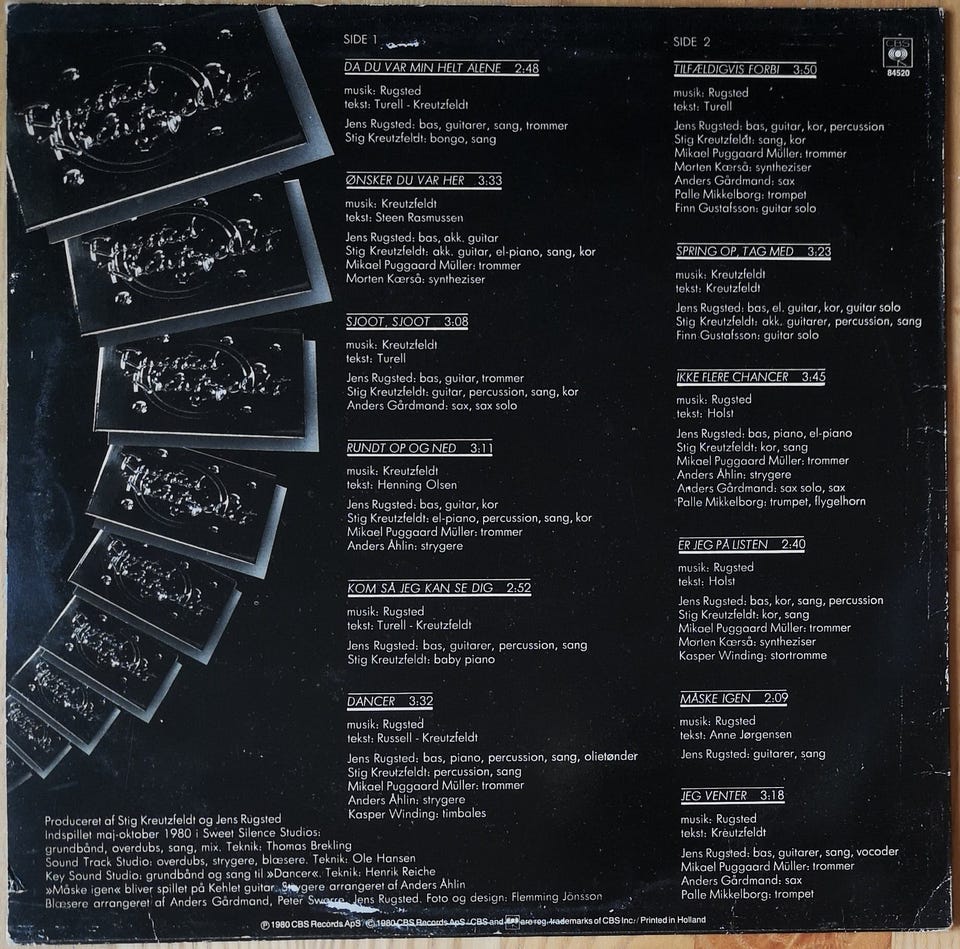 SIDE 1
DA DU VAR MIN HELT ALENE 2:48
musik: Rugsted
tekst: Turell - Kreutzfeldt
Jens Rugsted: bas, guitarer, sang, trommer
Stig Kreutzfeldt: bongo, sang
ØNSKER DU VAR HER 3:33
musik: Kreutzfeldt
tekst: Steen Rasmussen
Jens Rugsted: bas, akk. guitar
Stig Kreutzfeldt: akk. guitar, el-piano, sang, kor
Mikael Puggaard Müller: trommer
Morten Kærså: syntheziser
SJOOT, SJOOT 3:08
musik: Kreutzfeldt
tekst: Turell
Jens Rugsted: bas, guitar, trommer
Stig Kreutzfeldt: guitar, percussion, sang, kor
Anders Gårdmand: sax, sax solo
RUNDT OP OG NED 3:11
musik: Kreutzfeldt
tekst: Henning Olsen
Jens Rugsted: bas, guitar, kor
Stig Kreutzfeldt: el-piano, percussion, sang, kor
Mikael Puggaard Müller: trommer
Anders Åhlin: strygere
KOM SÅ JEG KAN SE DIG 2:52
musik: Rugsted
tekst: Turell - Kreutzfeldt
Jens Rugsted: bas, guitarer, percussion, sang
Stig Kreutzfeldt: baby piano
DANCER 3:32
musik: Rugsted
tekst: Russell - Kreutzfeldt
Jens Rugsted: bas, piano, percussion, sang, olietønder
Stig Kreutzfeldt: percussion, sang
Mikael Puggaard Müller: trommer
Anders Åhlin: strygere
Kasper Winding: timbales
SIDE 2
TILFÆLDIGVIS FORBI 3:50
musik: Rugsted
tekst: Turell
Jens Rugsted: bas, guitar, kor, percussion
Stig Kreutzfeldt: sang, kor
Mikael Puggaard Müller: trommer
Morten Kærså: syntheziser
Anders Gårdmand: sax
Palle Mikkelborg: trompet
Finn Gustafsson: guitar solo
SPRING OP, TAG MED 3:23
musik: Kreutzfeldt
tekst: Kreutzfeldt
Jens Rugsted: bas, el. guitar, kor, guitar solo
Stig Kreutzfeldt: akk. guitarer, percussion, sang
Finn Gustafsson: guitar solo
IKKE FLERE CHANCER 3:45
musik: Rugsted
tekst: Holst
Jens Rugsted: bas, piano, el-piano
Stig Kreutzfeldt: kor, sang
Mikael Puggaard Müller: trommer
Anders Åhlin: strygere
Anders Gårdmand: sax solo, sax
Palle Mikkelborg: trumpet, flygelhorn
ER JEG PÅ LISTEN 2:40
musik: Rugsted
tekst: Holst
Jens Rugsted: bas, kor, sang, percussion
Stig Kreutzfeldt: kor, sang
Mikael Puggaard Müller: trommer
Morten Kærså: syntheziser
Kasper Winding: stortromme
MÅSKE IGEN 2:09
musik: Rugsted
tekst: Anne Jørgensen
Jens Rugsted: guitarer, sang
JEG VENTER 3:18
musik: Rugsted
tekst: Kreutzfeldt
Jens Rugsted: bas, guitarer, sang, vocoder
Mikael Puggaard Müller: trommer
Anders Gårdmand: sax
Palle Mikkelborg: trompet
CBS
84520
Produceret af Stig Kreutzfeldt og Jens Rugsted
Indspillet maj-oktober 1980 i Sweet Silence Studios:
grundbånd, overdubs, sang, mix. Teknik: Thomas Brekling
Sound Track Studio: overdubs, strygere, blæsere. Teknik: Ole Hansen
Key Sound Studio: grundbånd og sang til »Dancer«. Teknik: Henrik Reiche
»Måske igen« bliver spillet på Kehlet guitar. Strygere arrangeret af Anders Åhlin
Blæsere arrangeret af Anders Gårdmand, Peter Jens Rugsted. Foto og design: Flemming Jönsson
Ⓟ 1980 CBS Records ApS © 1980 CBS Records ApS CBS and CBS are reg. trademarks of CBS Inc./ Printed in Holland